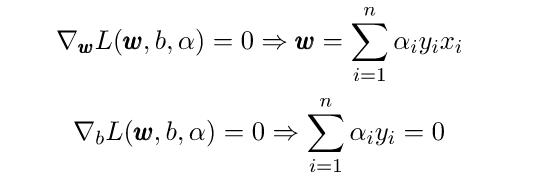 ∇_𝒘 L(𝒘, b, α) = 0 ⇒ 𝒘 = ∑_{i=1}^{n} α_i y_i x_i
∇_b L(𝒘, b, α) = 0 ⇒ ∑_{i=1}^{n} α_i y_i = 0